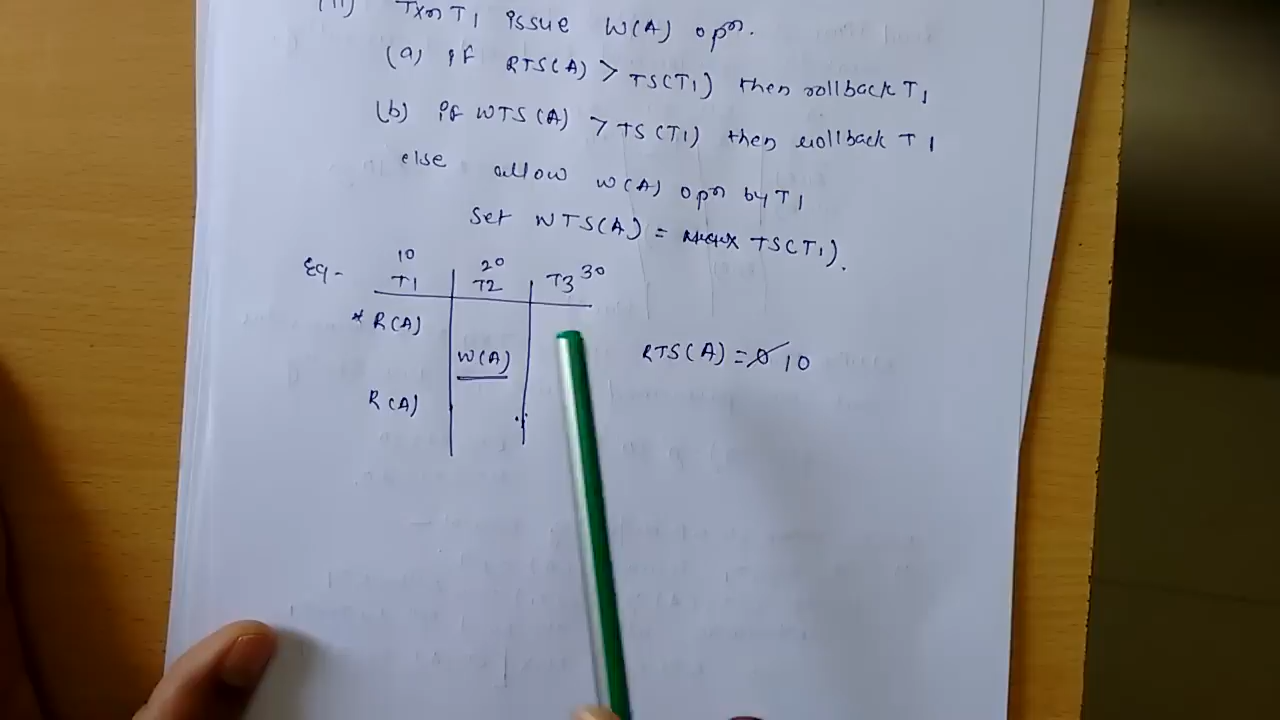 (ii) Txn T1 issue W(A) opn.
(a) if RTS(A) > TS(T1) then rollback T1
(b) if WTS(A) > TS(T1) then rollback T1
else allow W(A) opn by T1
Set WTS(A) = TS(T1).
Eg- 10 20 30
T1 T2 T3
* R(A)
W(A) RTS(A) = 0 10
R(A)